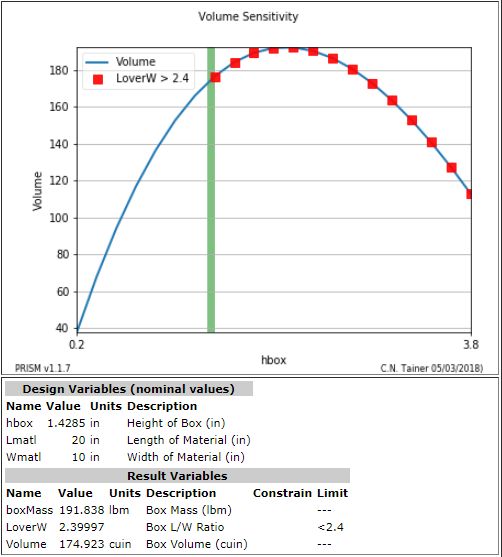 Volume Sensitivity
Volume
LoverW > 2.4
180
160
140
120
100
80
60
40
Volume
0.2
3.8
hbox
PRISM v1.1.7
C.N. Tainer 05/03/2018)
Design Variables (nominal values)
Name Value Units Description
hbox 1.4285 in Height of Box (in)
Lmatl 20 in Length of Material (in)
Wmatl 10 in Width of Material (in)
Result Variables
Name Value Units Description Constrain Limit
boxMass 191.838 lbm Box Mass (lbm) ---
LoverW 2.39997 Box L/W Ratio <2.4
Volume 174.923 cuin Box Volume (cuin) ---